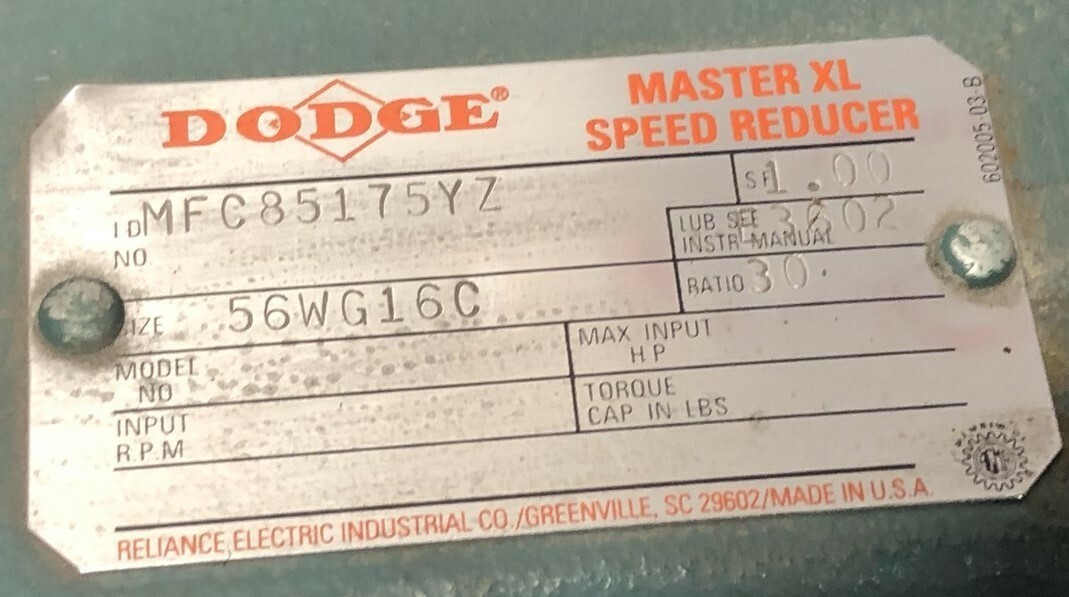 DODGE®
MASTER XL
SPEED REDUCER
602005-03-B
ID NO MFC85175YZ
SF 1.00
LUB SEE INSTR MANUAL 3602
SIZE 56WG16C
RATIO 30.
MODEL NO
MAX INPUT HP
INPUT R.P.M
TORQUE CAP IN-LBS
RELIANCE ELECTRIC INDUSTRIAL CO./GREENVILLE, SC 29602/MADE IN U.S.A.